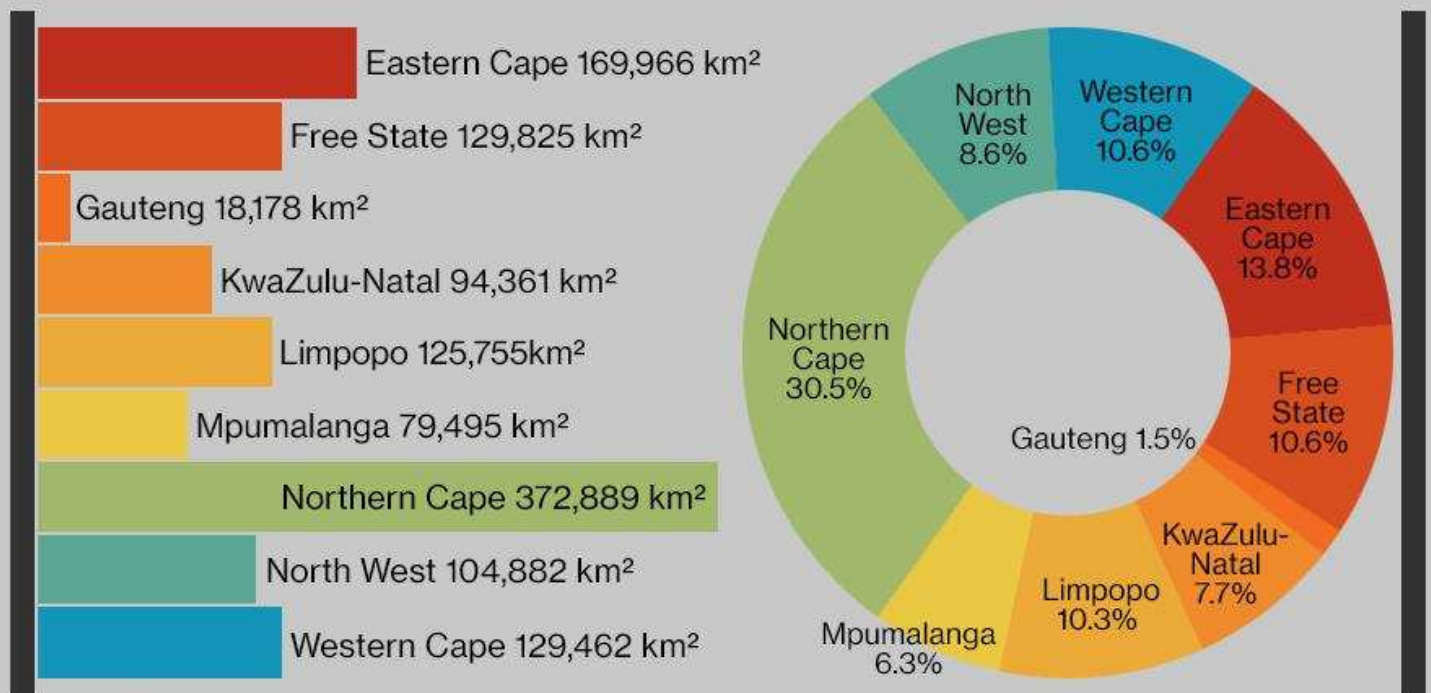 Eastern Cape 169,966 km²
Free State 129,825 km²
Gauteng 18,178 km²
KwaZulu-Natal 94,361 km²
Limpopo 125,755km²
Mpumalanga 79,495 km²
Northern Cape 372,889 km²
North West 104,882 km²
Western Cape 129,462 km²
North
West
8.6%
Western
Cape
10.6%
Eastern
Cape
13.8%
Northern
Cape
30.5%
Free
State
10.6%
Gauteng 1.5%
KwaZulu-
Natal
7.7%
Limpopo
10.3%
Mpumalanga
6.3%